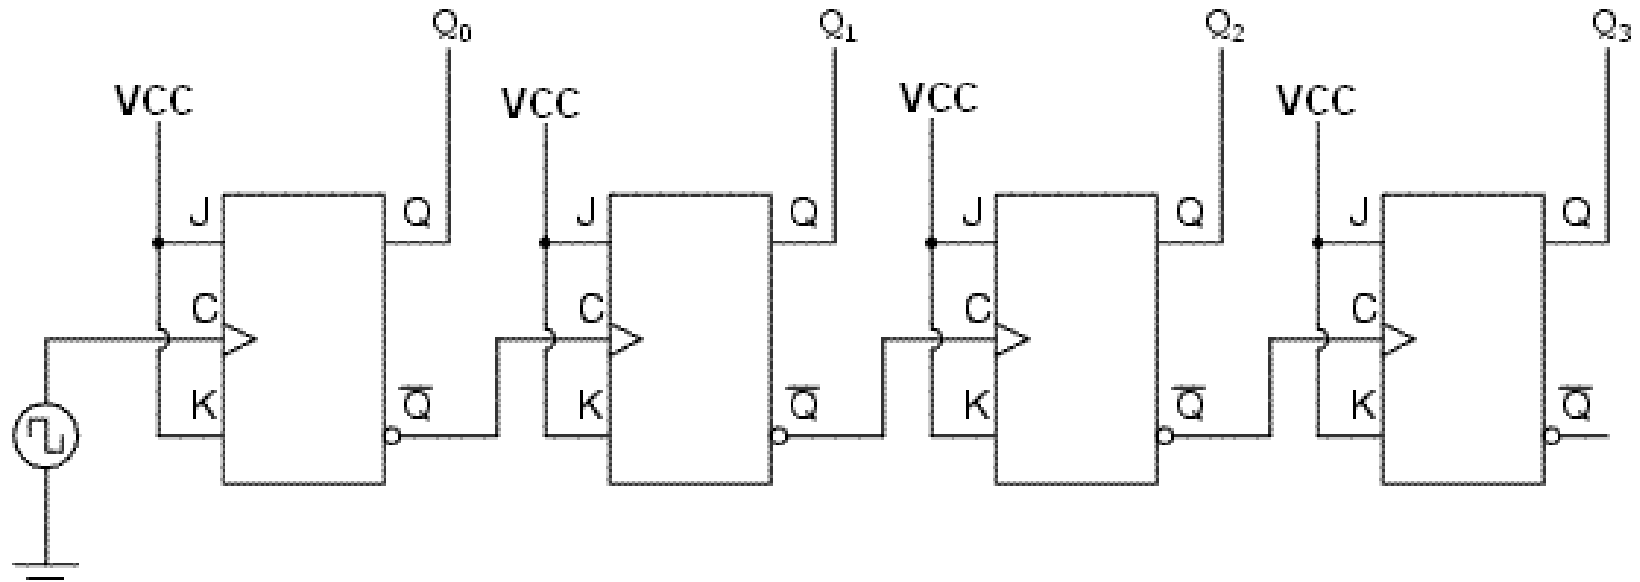 Q₀ Q₁ Q₂ Q₃
VCC VCC VCC VCC
J Q J Q J Q J Q
C C C C
K Q̅ K Q̅ K Q̅ K Q̅